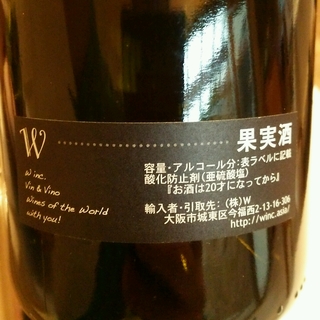 W
果実酒
W inc.
Vin & Vino
Wines of the World
with you!
容量・アルコール分：表ラベルに記載
酸化防止剤（亜硫酸塩）
『お酒は20才になってから』
輸入者・引取先：（株）W
大阪市城東区今福西2-13-16-306
http://winc.asia/